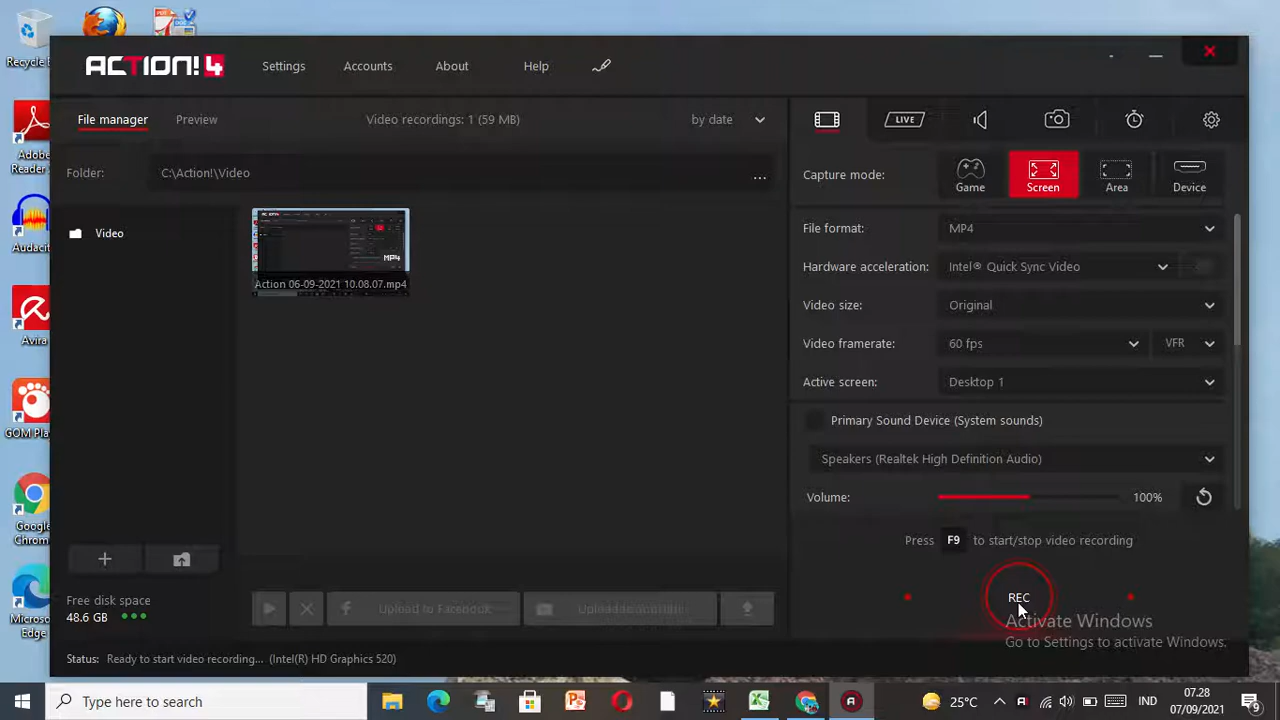 Recycle B
ACTION! 4
Settings
Accounts
About
Help
File manager
Preview
Video recordings: 1 (59 MB)
by date
LIVE
Adobe
Reader
Folder:
C:\Action!\Video
...
Capture mode:
Game
Screen
Area
Device
Video
MP4
Action 06-09-2021 10.08.07.mp4
File format:
MP4
Audacit
Hardware acceleration:
Intel® Quick Sync Video
Video size:
Original
Video framerate:
60 fps
VFR
Avira
Active screen:
Desktop 1
Primary Sound Device (System sounds)
GOM Pla
Speakers (Realtek High Definition Audio)
Volume:
100%
Google
Chrom
Press F9 to start/stop video recording
Free disk space
48.6 GB
Upload to Facebook
REC
Activate Windows
Go to Settings to activate Windows.
Micros
Edge
Status:
Ready to start video recording... (Intel(R) HD Graphics 520)
Type here to search
25°C
IND
07.28
07/09/2021
9